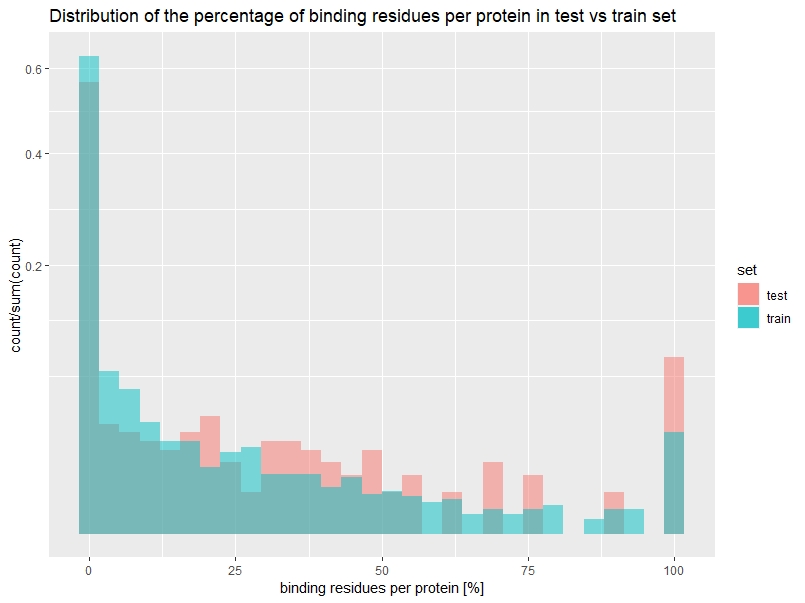 Distribution of the percentage of binding residues per protein in test vs train set
count/sum(count)
0.6
0.4
0.2
0
25
50
75
100
binding residues per protein [%]
set
test
train